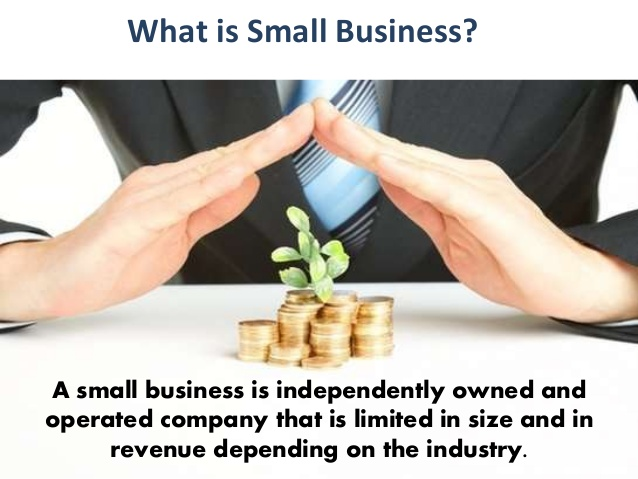 What is Small Business?
A small business is independently owned and
operated company that is limited in size and in
revenue depending on the industry.